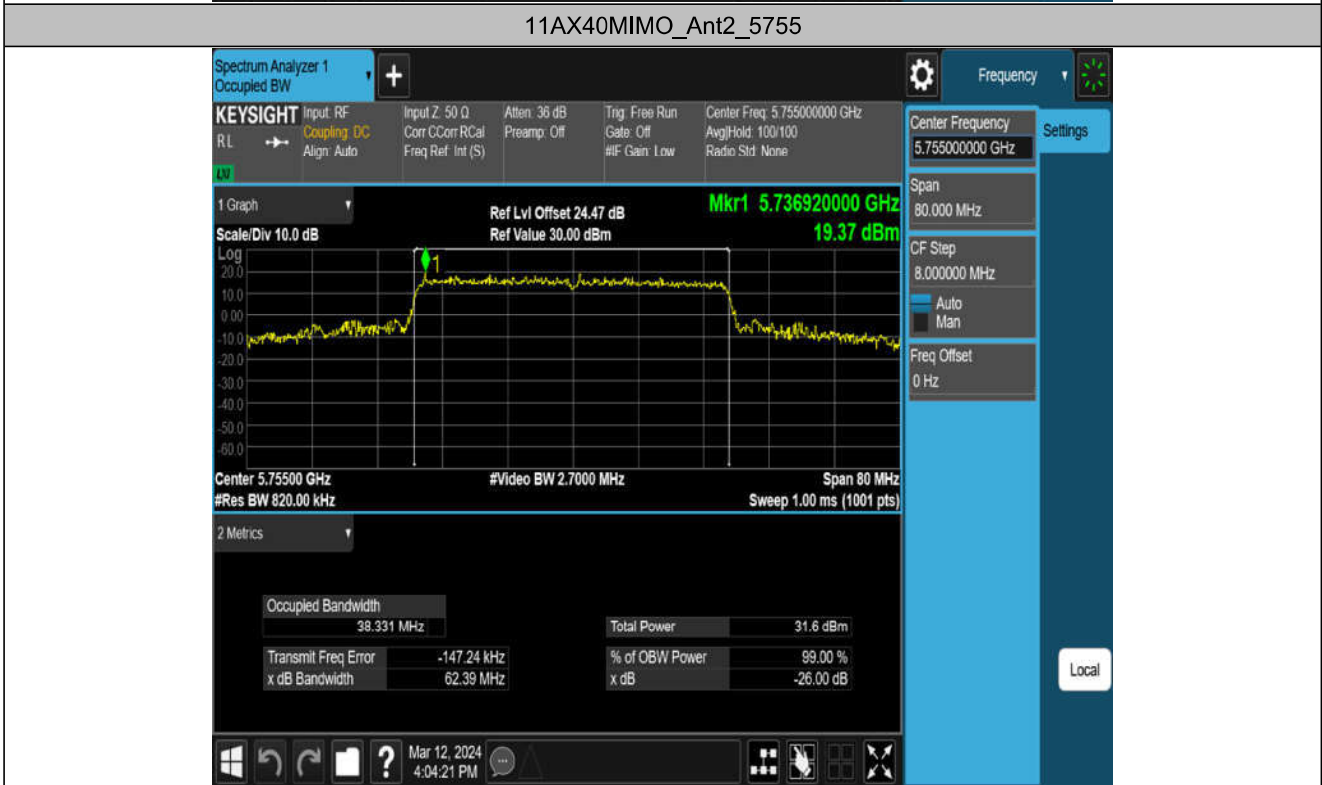 11AX40MIMO_Ant2_5755
Spectrum Analyzer 1
Occupied BW
Frequency
KEYSIGHT
RL
LXI
Input: RF
Coupling: DC
Align: Auto
Input Z: 50 Ω
Corr CCorr RCal
Freq Ref: Int (S)
Atten: 36 dB
Preamp: Off
Trig: Free Run
Gate: Off
#IF Gain: Low
Center Freq: 5.755000000 GHz
Avg|Hold: 100/100
Radio Std: None
Center Frequency
5.755000000 GHz
Settings
Span
80.000 MHz
CF Step
8.000000 MHz
Auto
Man
Freq Offset
0 Hz
1 Graph
Scale/Div 10.0 dB
Ref Lvl Offset 24.47 dB
Ref Value 30.00 dBm
Mkr1 5.736920000 GHz
19.37 dBm
Log
20.0
10.0
0.00
-10.0
-20.0
-30.0
-40.0
-50.0
-60.0
1
Center 5.75500 GHz
#Video BW 2.7000 MHz
Span 80 MHz
#Res BW 820.00 kHz
Sweep 1.00 ms (1001 pts)
2 Metrics
Occupied Bandwidth
38.331 MHz
Total Power 31.6 dBm
Transmit Freq Error -147.24 kHz
% of OBW Power 99.00 %
x dB Bandwidth 62.39 MHz
x dB -26.00 dB
Local
?
Mar 12, 2024
4:04:21 PM